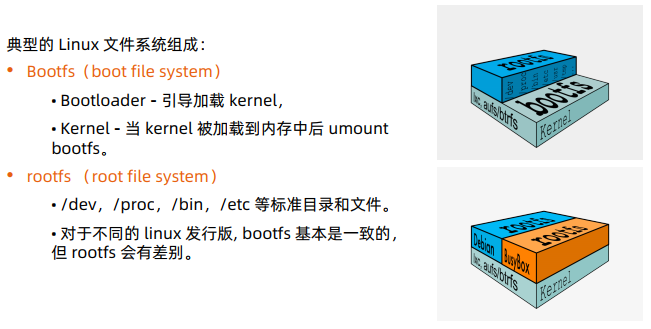 典型的 Linux 文件系统组成：
• Bootfs（boot file system）
• Bootloader - 引导加载 kernel，
• Kernel - 当 kernel 被加载到内存中后 umount
bootfs。
• rootfs （root file system）
• /dev，/proc，/bin，/etc 等标准目录和文件。
• 对于不同的 linux 发行版, bootfs 基本是一致的，
但 rootfs 会有差别。
rootfs
dev
proc
bin
etc
bootfs
lxc, aufs/btrfs
Kernel
rootfs
rootfs
Debian
BusyBox
lxc, aufs/btrfs
Kernel